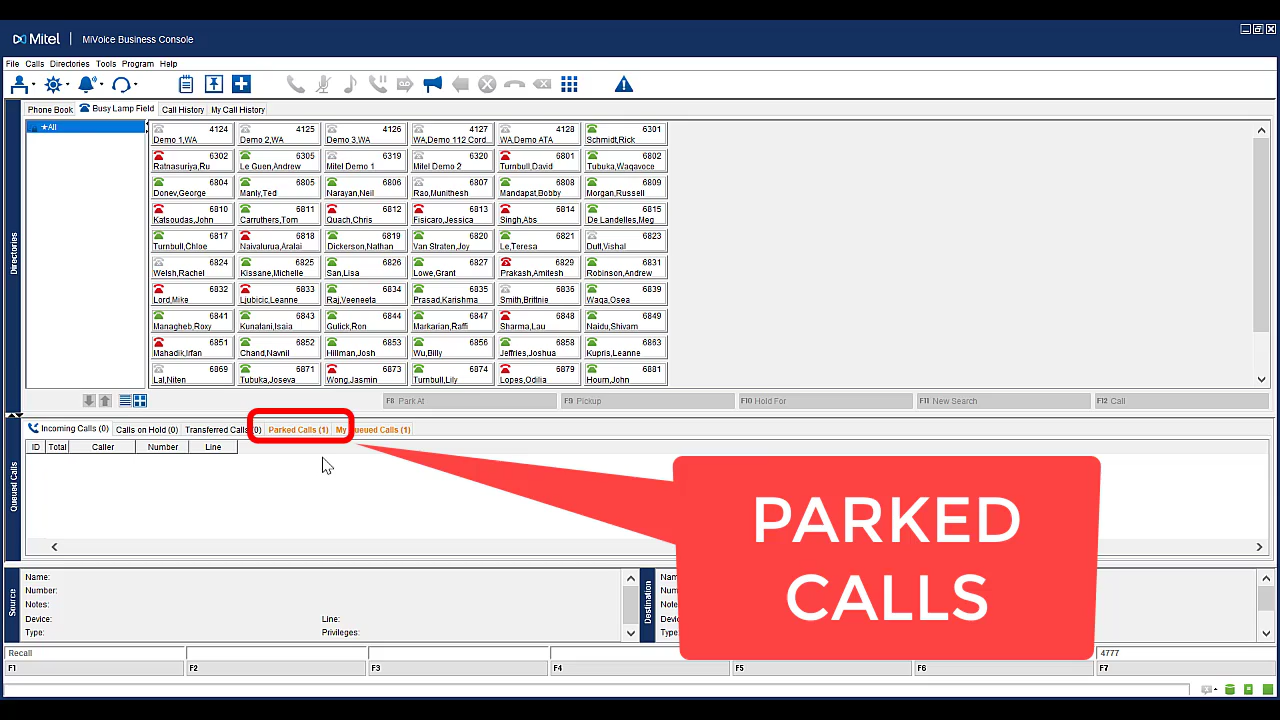 Mitel | MiVoice Business Console
File Calls Directories Tools Program Help
Phone Book Busy Lamp Field Call History My Call History
Directories
★All
4124 4125 4126 4127 4128 6301
Demo 1,WA Demo 2,WA Demo 3,WA WA,Demo 112 Cord... WA,Demo ATA Schmidt,Rick
6302 6305 6319 6320 6801 6802
Ratnasuriya,Ru Le Guen,Andrew Mitel Demo 1 Mitel Demo 2 Turnbull,David Tubuka,Waqavoce
6804 6805 6806 6807 6808 6809
Donev,George Manly,Ted Narayan,Neil Rao,Munithesh Mandapat,Bobby Morgan,Russell
6810 6811 6812 6813 6814 6815
Katsoudas,John Carruthers,Tom Quach,Chris Fisicaro,Jessica Singh,Abs De Landelles,Meg
6817 6818 6819 6820 6821 6823
Turnbull,Chloe Naivalurua,Aralai Dickerson,Nathan Van Straten,Joy Le,Teresa Dutt,Vishal
6824 6825 6826 6827 6829 6831
Welsh,Rachel Kissane,Michelle San,Lisa Lowe,Grant Prakash,Amitesh Robinson,Andrew
6832 6833 6834 6835 6836 6839
Lord,Mike Ljubicic,Leanne Raj,Veeneeta Prasad,Karishma Smith,Brittnie Waqa,Osea
6841 6843 6844 6847 6848 6849
Managheb,Roxy Kunatani,Isaia Gulick,Ron Markarian,Raffi Sharma,Lau Naidu,Shivam
6851 6852 6853 6856 6858 6863
Mahadik,Irfan Chand,Navnil Hillman,Josh Wu,Billy Jeffries,Joshua Kupris,Leanne
6869 6871 6873 6874 6879 6881
Lal,Niten Tubuka,Joseva Wong,Jasmin Turnbull,Lily Lopes,Odilia Hourn,John
F8 Park At F9 Pickup F10 Hold For F11 New Search F12 Call
Queued Calls
Incoming Calls (0) Calls on Hold (0) Transferred Calls (0) Parked Calls (1) My Queued Calls (1)
ID Total Caller Number Line
PARKED
CALLS
Source
Name:
Number:
Notes:
Device: Line:
Type: Privileges:
Destination
Recall 4777
F1 F2 F3 F4 F5 F6 F7